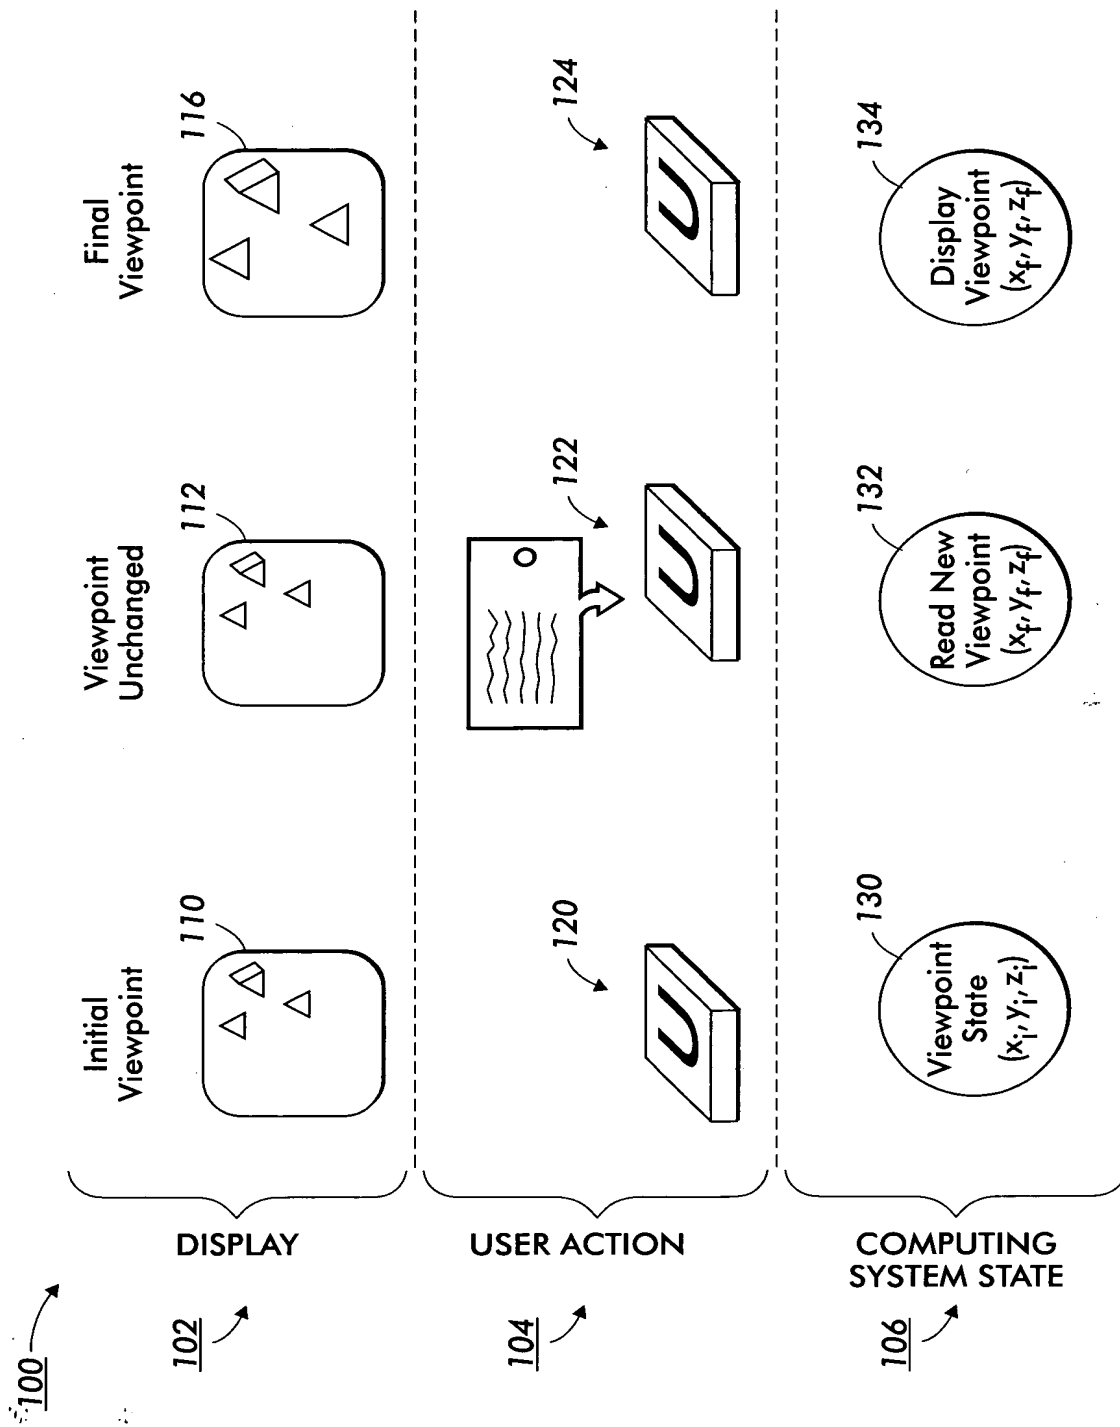 100
Initial
Viewpoint
Viewpoint
Unchanged
Final
Viewpoint
102
DISPLAY
110
112
116
104
USER ACTION
120
U
122
U
124
U
106
COMPUTING
SYSTEM STATE
130
Viewpoint
State
(xi, yi, zi)
132
Read New
Viewpoint
(xf, yf, zf)
134
Display
Viewpoint
(xf, yf, zf)